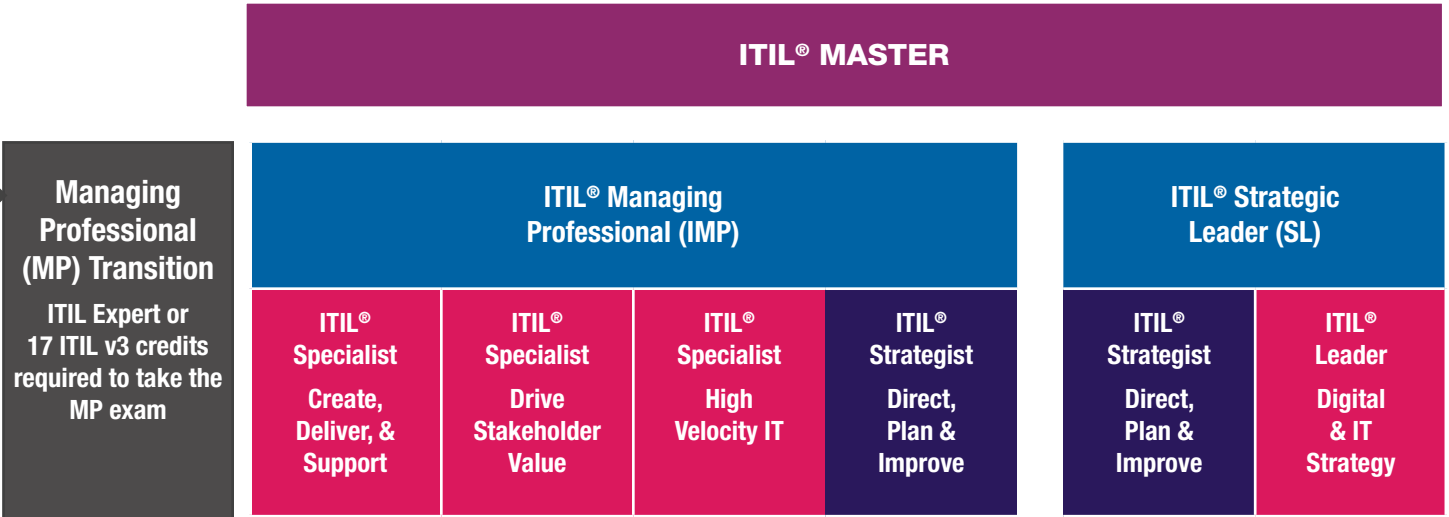 ITIL® MASTER
Managing
Professional
(MP) Transition
ITIL Expert or
17 ITIL v3 credits
required to take the
MP exam
ITIL® Managing
Professional (IMP)
ITIL®
Specialist
Create,
Deliver, &
Support
ITIL®
Specialist
Drive
Stakeholder
Value
ITIL®
Specialist
High
Velocity IT
ITIL®
Strategist
Direct,
Plan &
Improve
ITIL® Strategic
Leader (SL)
ITIL®
Strategist
Direct,
Plan &
Improve
ITIL®
Leader
Digital
& IT
Strategy